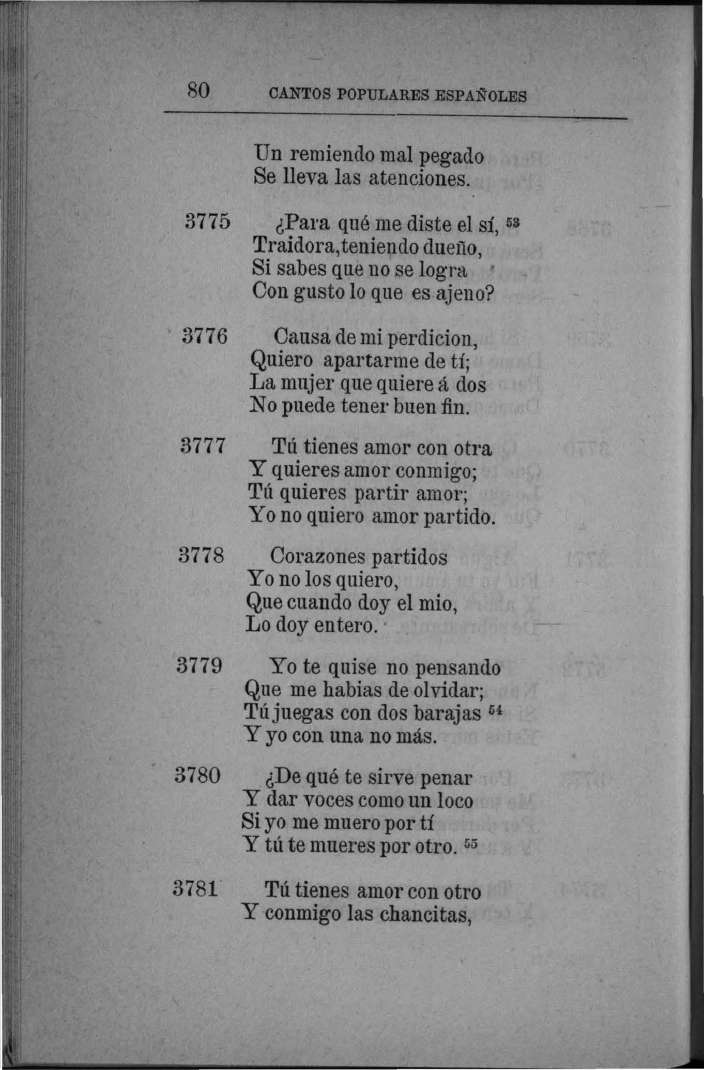 80 CANTOS POPULARES ESPAÑOLES
Un remiendo mal pegado
Se lleva las atenciones.
3775 ¿Para qué me diste el sí, 53
Traidora, teniendo dueño,
Si sabes que no se logra
Con gusto lo que es ajeno?
3776 Causa de mi perdicion,
Quiero apartarme de tí;
La mujer que quiere á dos
No puede tener buen fin.
3777 Tú tienes amor con otra
Y quieres amor conmigo;
Tú quieres partir amor;
Yo no quiero amor partido.
3778 Corazones partidos
Yo no los quiero,
Que cuando doy el mio,
Lo doy entero.
3779 Yo te quise no pensando
Que me habias de olvidar;
Tú juegas con dos barajas 54
Y yo con una no más.
3780 ¿De qué te sirve penar
Y dar voces como un loco
Si yo me muero por tí
Y tú te mueres por otro. 55
3781 Tú tienes amor con otro
Y conmigo las chancitas,